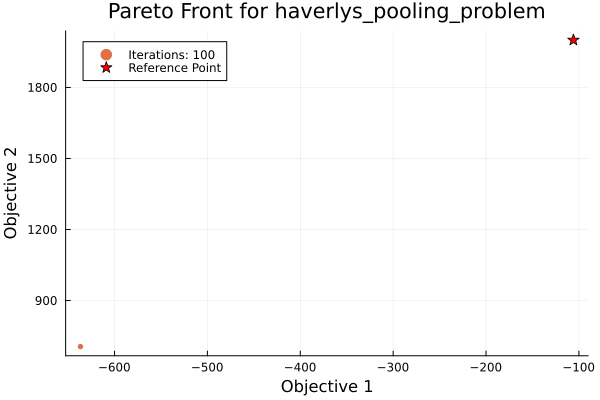 Pareto Front for haverlys_pooling_problem
Iterations: 100
Reference Point
Objective 2
1800
1500
1200
900
−600
−500
−400
−300
−200
−100
Objective 1